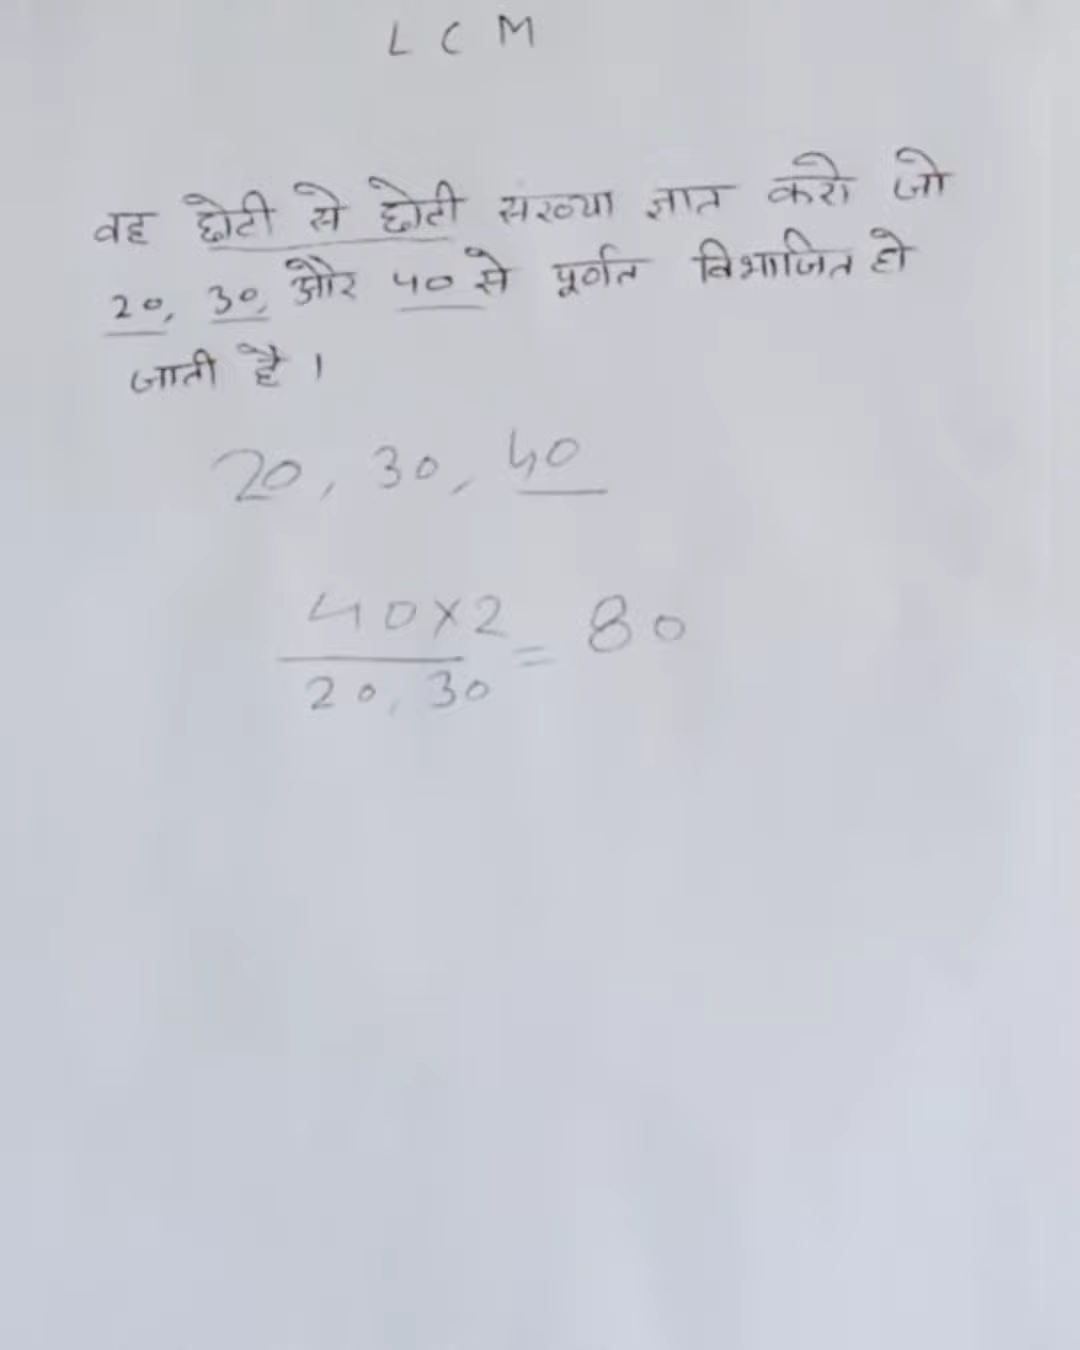 L C M
वह छोटी से छोटी संख्या ज्ञात करो जो
20, 30, और 40 से पूर्णत विभाजित हो
जाती है ।
20, 30, 40
40×2 = 80
20, 30